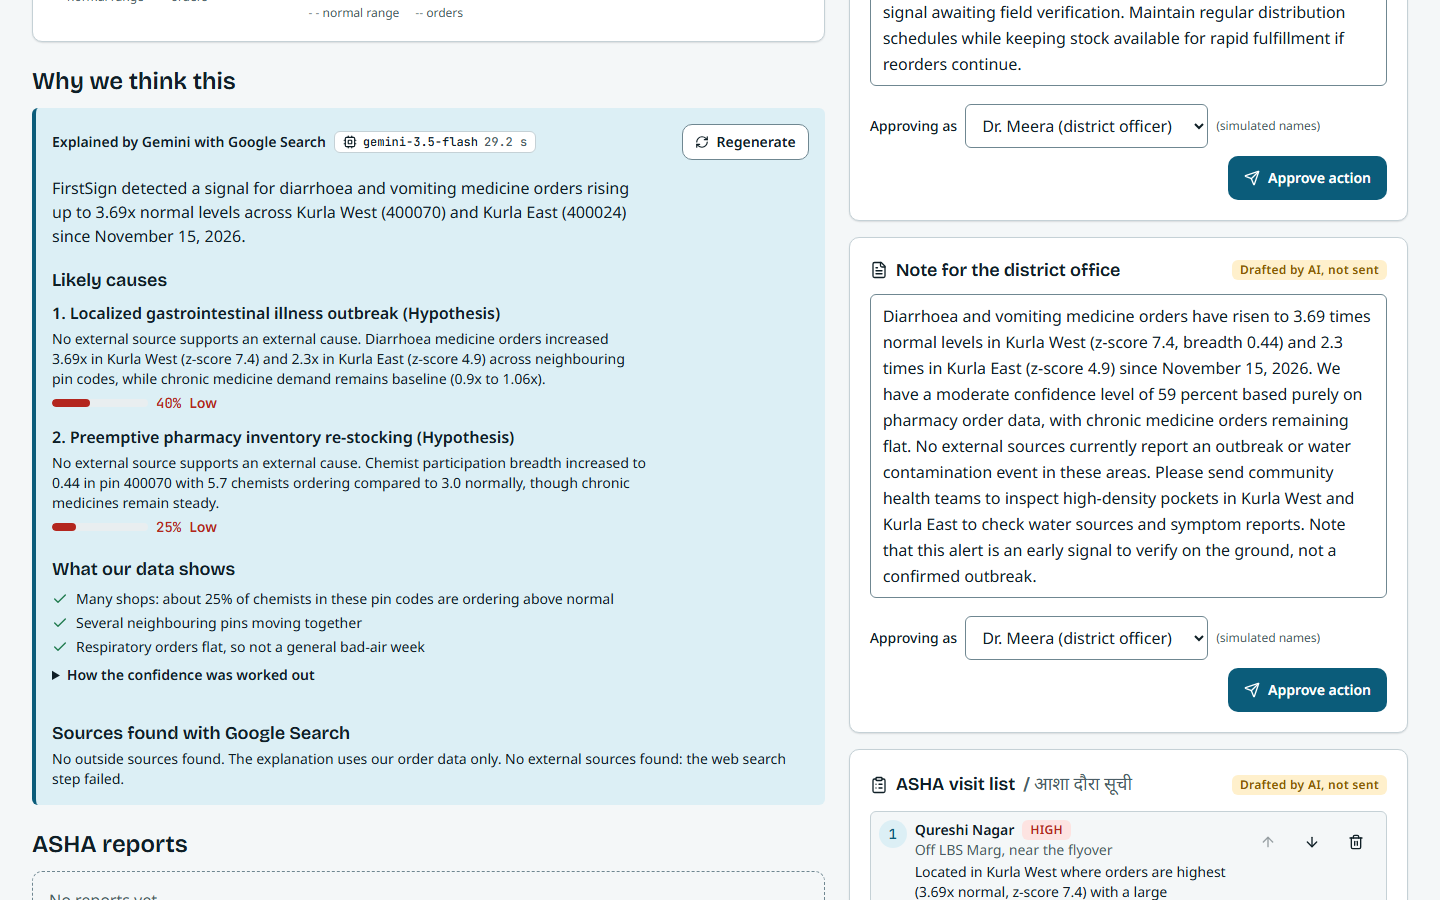 -- normal range -- orders
Why we think this
Explained by Gemini with Google Search gemini-3.5-flash 29.2 s Regenerate
FirstSign detected a signal for diarrhoea and vomiting medicine orders rising
up to 3.69x normal levels across Kurla West (400070) and Kurla East (400024)
since November 15, 2026.
Likely causes
1. Localized gastrointestinal illness outbreak (Hypothesis)
No external source supports an external cause. Diarrhoea medicine orders increased
3.69x in Kurla West (z-score 7.4) and 2.3x in Kurla East (z-score 4.9) across neighbouring
pin codes, while chronic medicine demand remains baseline (0.9x to 1.06x).
40% Low
2. Preemptive pharmacy inventory re-stocking (Hypothesis)
No external source supports an external cause. Chemist participation breadth increased to
0.44 in pin 400070 with 5.7 chemists ordering compared to 3.0 normally, though chronic
medicines remain steady.
25% Low
What our data shows
Many shops: about 25% of chemists in these pin codes are ordering above normal
Several neighbouring pins moving together
Respiratory orders flat, so not a general bad-air week
How the confidence was worked out
Sources found with Google Search
No outside sources found. The explanation uses our order data only. No external sources found: the web search
step failed.
ASHA reports
No reports yet
signal awaiting field verification. Maintain regular distribution
schedules while keeping stock available for rapid fulfillment if
reorders continue.
Approving as Dr. Meera (district officer) (simulated names)
Approve action
Note for the district office Drafted by AI, not sent
Diarrhoea and vomiting medicine orders have risen to 3.69 times
normal levels in Kurla West (z-score 7.4, breadth 0.44) and 2.3
times in Kurla East (z-score 4.9) since November 15, 2026. We
have a moderate confidence level of 59 percent based purely on
pharmacy order data, with chronic medicine orders remaining
flat. No external sources currently report an outbreak or water
contamination event in these areas. Please send community
health teams to inspect high-density pockets in Kurla West and
Kurla East to check water sources and symptom reports. Note
that this alert is an early signal to verify on the ground, not a
confirmed outbreak.
Approving as Dr. Meera (district officer) (simulated names)
Approve action
ASHA visit list / आशा दौरा सूची Drafted by AI, not sent
1 Qureshi Nagar HIGH
Off LBS Marg, near the flyover
Located in Kurla West where orders are highest
(3.69x normal, z-score 7.4) with a large